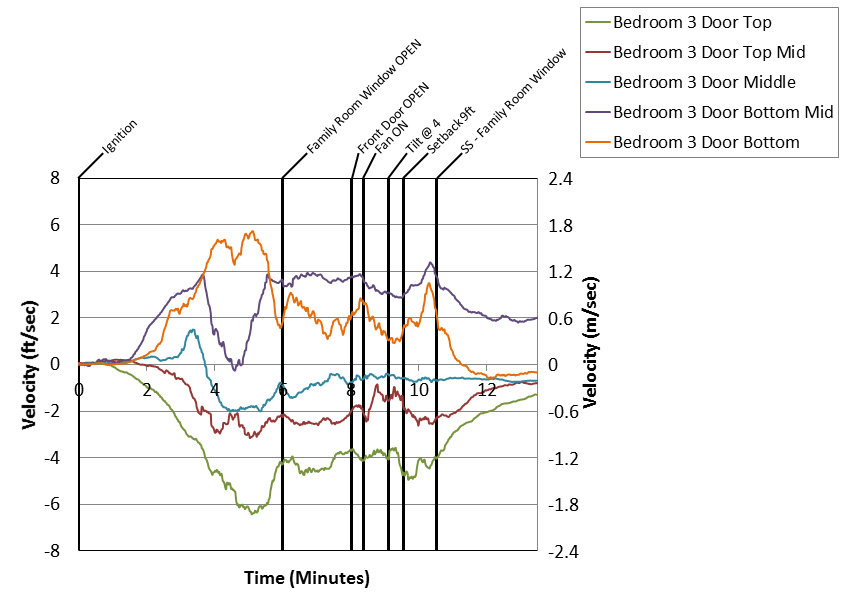 Bedroom 3 Door Top
Bedroom 3 Door Top Mid
Bedroom 3 Door Middle
Bedroom 3 Door Bottom Mid
Bedroom 3 Door Bottom
Ignition
Family Room Window OPEN
Front Door OPEN
Fan ON
Tilt @ 4
Setback 9ft
SS - Family Room Window
8
6
4
2
0
-2
-4
-6
-8
Velocity (ft/sec)
2.4
1.8
1.2
0.6
0
-0.6
-1.2
-1.8
-2.4
Velocity (m/sec)
0
2
4
6
8
10
12
Time (Minutes)